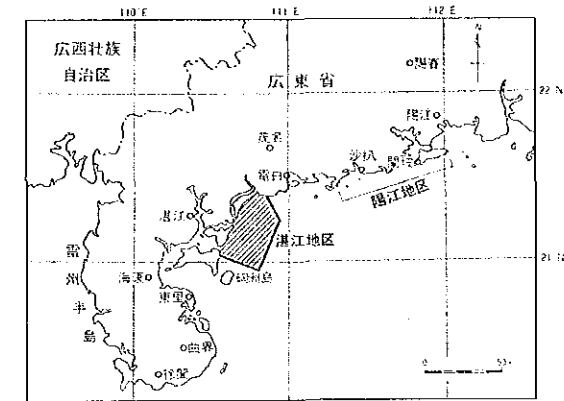 110°E
111°E
112°E
N
広西壮族
自治区
広東省
陽春
22°N
陽江
茂名
電白
沙扒
閘坡
陽江地区
湛江
湛江地区
21°N
雷州半島
海康
硇州島
東里
曲界
徐聞
0